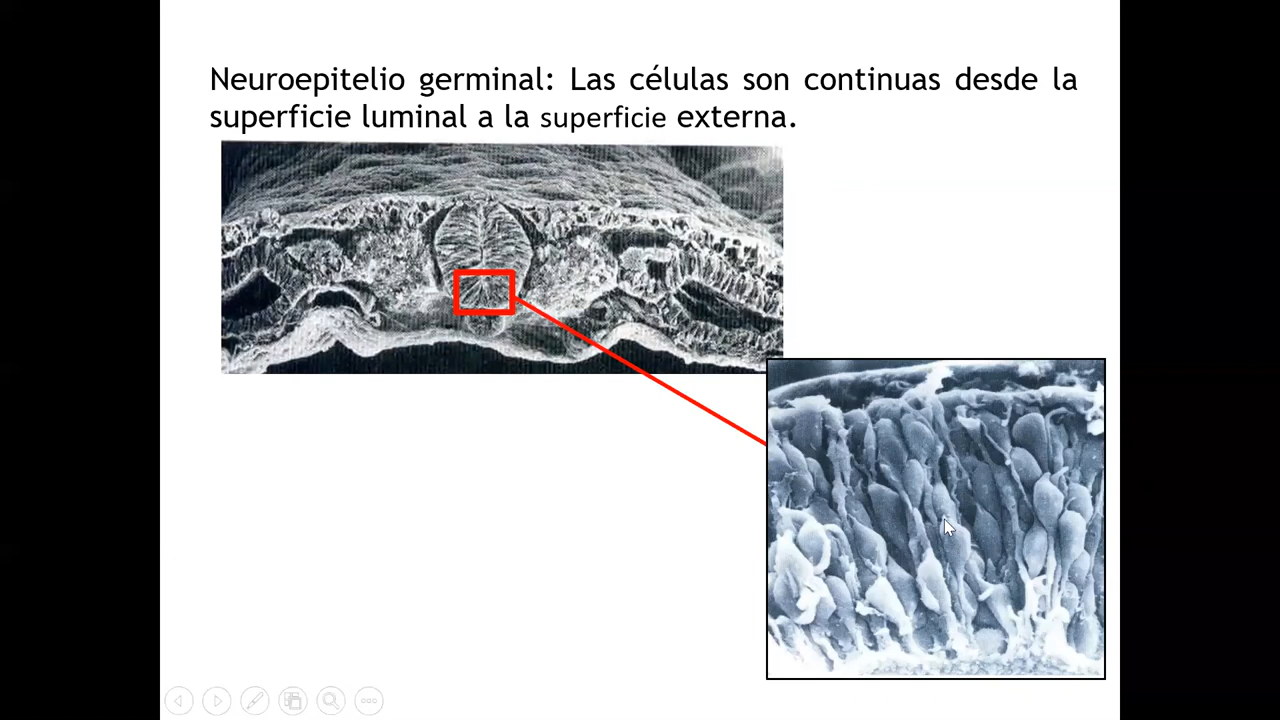 Neuroepitelio germinal: Las células son continuas desde la
superficie luminal a la superficie externa.